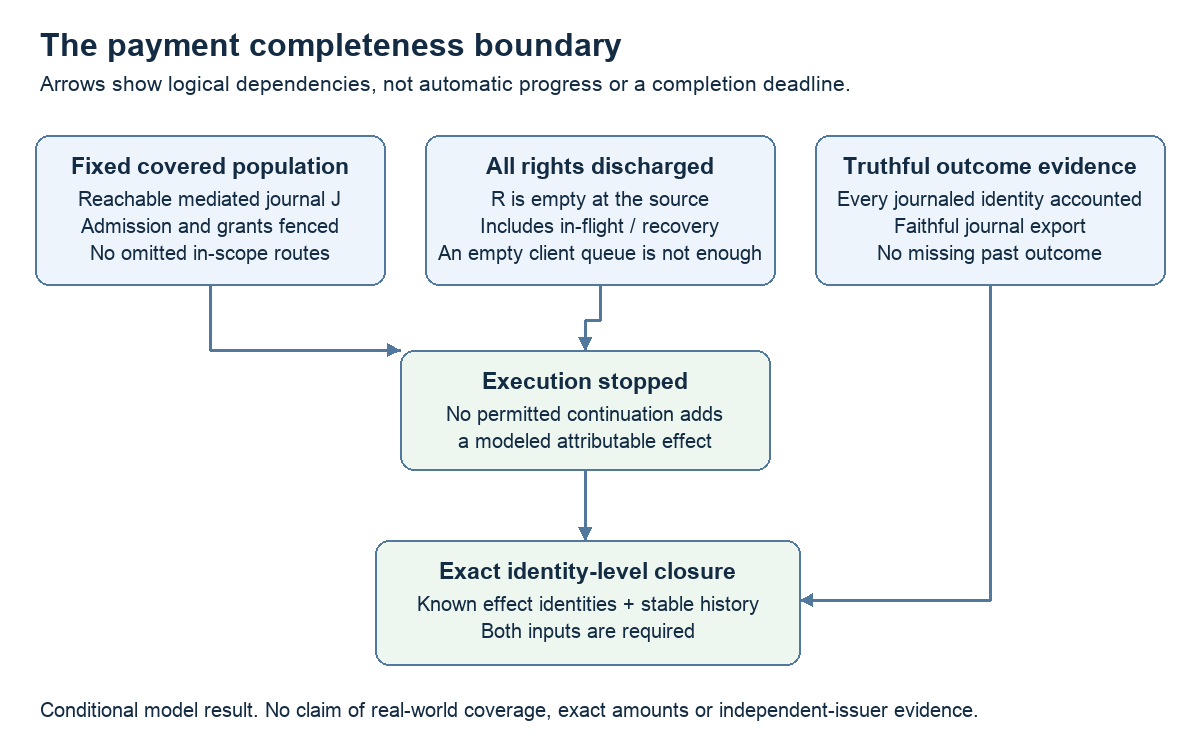 The payment completeness boundary
Arrows show logical dependencies, not automatic progress or a completion deadline.
Fixed covered population
Reachable mediated journal J
Admission and grants fenced
No omitted in-scope routes
All rights discharged
R is empty at the source
Includes in-flight / recovery
An empty client queue is not enough
Truthful outcome evidence
Every journaled identity accounted
Faithful journal export
No missing past outcome
Execution stopped
No permitted continuation adds
a modeled attributable effect
Exact identity-level closure
Known effect identities + stable history
Both inputs are required
Conditional model result. No claim of real-world coverage, exact amounts or independent-issuer evidence.